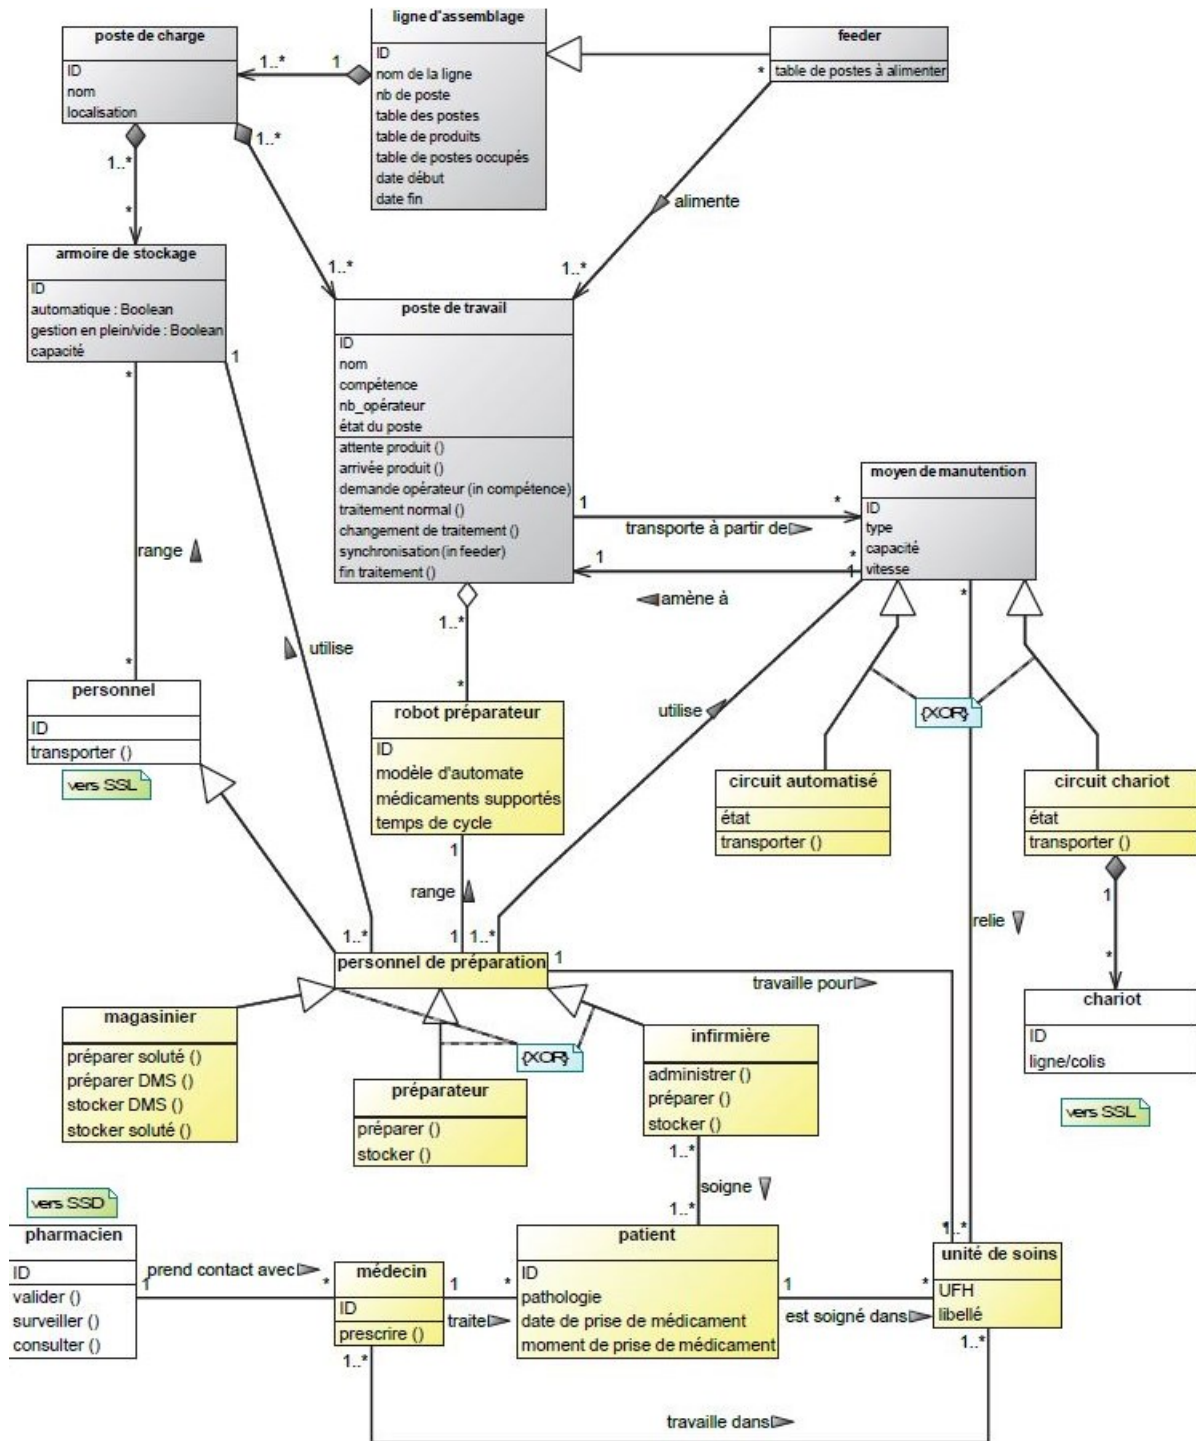 ligne d'assemblage
ID
nom de la ligne
nb de poste
table des postes
table de produits
table de postes occupés
date début
date fin
poste de charge
ID
nom
localisation
1..*
1
feeder
table de postes à alimenter
*
1..*
1..*
*
alimente
1..*
1..*
armoire de stockage
ID
automatique : Boolean
gestion en plein/vide : Boolean
capacité
*
1
poste de travail
ID
nom
compétence
nb_opérateur
état du poste
attente produit ()
arrivée produit ()
demande opérateur (in compétence)
traitement normal ()
changement de traitement ()
synchronisation (in feeder)
fin traitement ()
moyen de manutention
ID
type
capacité
vitesse
1
*
transporte à partir de
1
*
1
amène à
*
range
utilise
*
1..*
*
personnel
ID
transporter ()
vers SSL
robot préparateur
ID
modèle d'automate
médicaments supportés
temps de cycle
utilise
{XOR}
circuit automatisé
état
transporter ()
circuit chariot
état
transporter ()
1
range
1
relie
1..*
1
1..*
*
personnel de préparation
1
travaille pour
chariot
ID
ligne/colis
vers SSL
magasinier
préparer soluté ()
préparer DMS ()
stocker DMS ()
stocker soluté ()
{XOR}
préparateur
préparer ()
stocker ()
infirmière
administrer ()
préparer ()
stocker ()
1..*
soigne
1..*
vers SSD
pharmacien
ID
valider ()
surveiller ()
consulter ()
prend contact avec
1
*
médecin
ID
prescrire ()
1
*
traite
patient
ID
pathologie
date de prise de médicament
moment de prise de médicament
1
*
est soigné dans
*
1..*
unité de soins
UFH
libellé
1..*
1..*
travaille dans